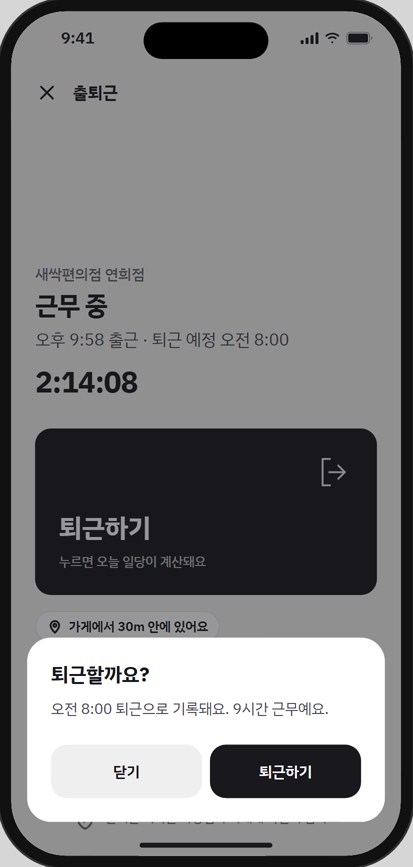 9:41
출퇴근
새싹편의점 연희점
근무 중
오후 9:58 출근 · 퇴근 예정 오전 8:00
2:14:08
퇴근하기
누르면 오늘 일당이 계산돼요
가게에서 30m 안에 있어요
퇴근할까요?
오전 8:00 퇴근으로 기록돼요. 9시간 근무예요.
닫기
퇴근하기